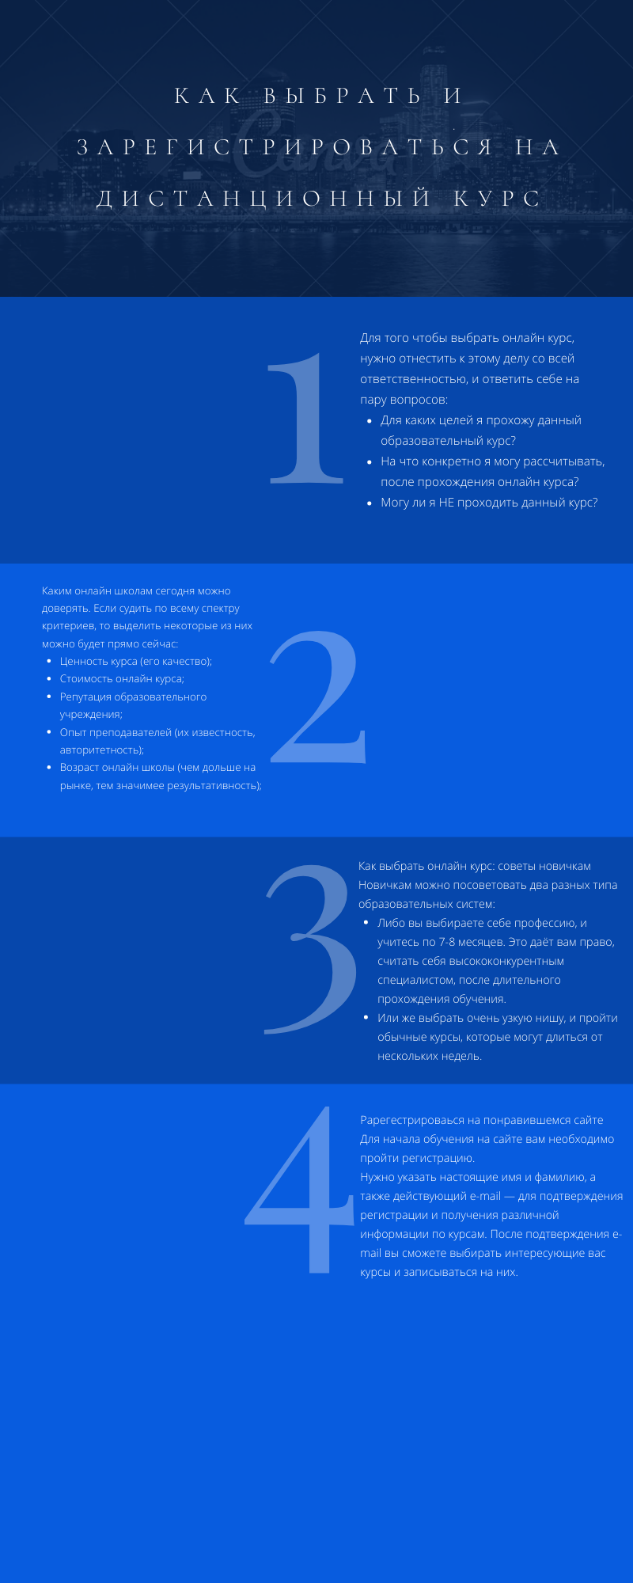 КАК ВЫБРАТЬ И
ЗАРЕГИСТРИРОВАТЬСЯ НА
ДИСТАНЦИОННЫЙ КУРС
1
Для того чтобы выбрать онлайн курс,
нужно отнестить к этому делу со всей
ответственностью, и ответить себе на
пару вопросов:
• Для каких целей я прохожу данный
образовательный курс?
• На что конкретно я могу рассчитывать,
после прохождения онлайн курса?
• Могу ли я НЕ проходить данный курс?
Каким онлайн школам сегодня можно
доверять. Если судить по всему спектру
критериев, то выделить некоторые из них
можно будет прямо сейчас:
• Ценность курса (его качество);
• Стоимость онлайн курса;
• Репутация образовательного
учреждения;
• Опыт преподавателей (их известность,
авторитетность);
• Возраст онлайн школы (чем дольше на
рынке, тем значимее результативность);
2
3
Как выбрать онлайн курс: советы новичкам
Новичкам можно посоветовать два разных типа
образовательных систем:
• Либо вы выбираете себе профессию, и
учитесь по 7-8 месяцев. Это даёт вам право,
считать себя высококонкурентным
специалистом, после длительного
прохождения обучения.
• Или же выбрать очень узкую нишу, и пройти
обычные курсы, которые могут длиться от
нескольких недель.
4
Рарегестрироваься на понравившемся сайте
Для начала обучения на сайте вам необходимо
пройти регистрацию.
Нужно указать настоящие имя и фамилию, а
также действующий e-mail — для подтверждения
регистрации и получения различной
информации по курсам. После подтверждения e-
mail вы сможете выбирать интересующие вас
курсы и записываться на них.